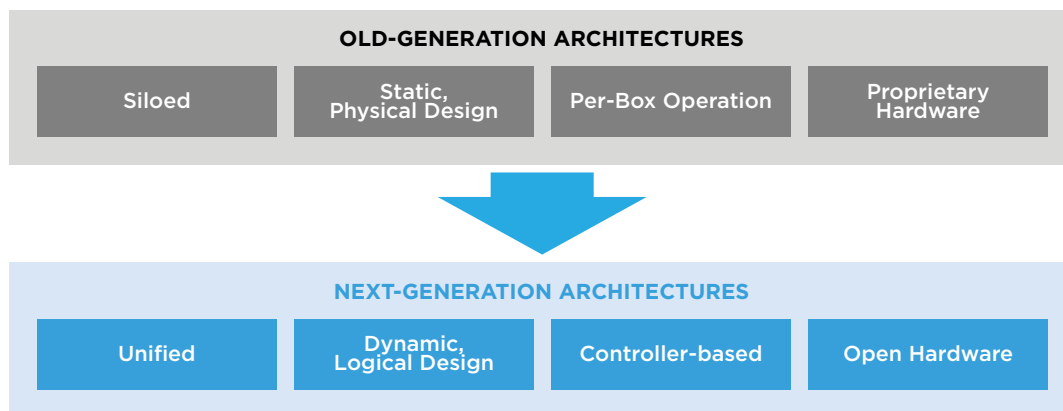 OLD-GENERATION ARCHITECTURES
Siloed
Static,
Physical Design
Per-Box Operation
Proprietary
Hardware
NEXT-GENERATION ARCHITECTURES
Unified
Dynamic,
Logical Design
Controller-based
Open Hardware